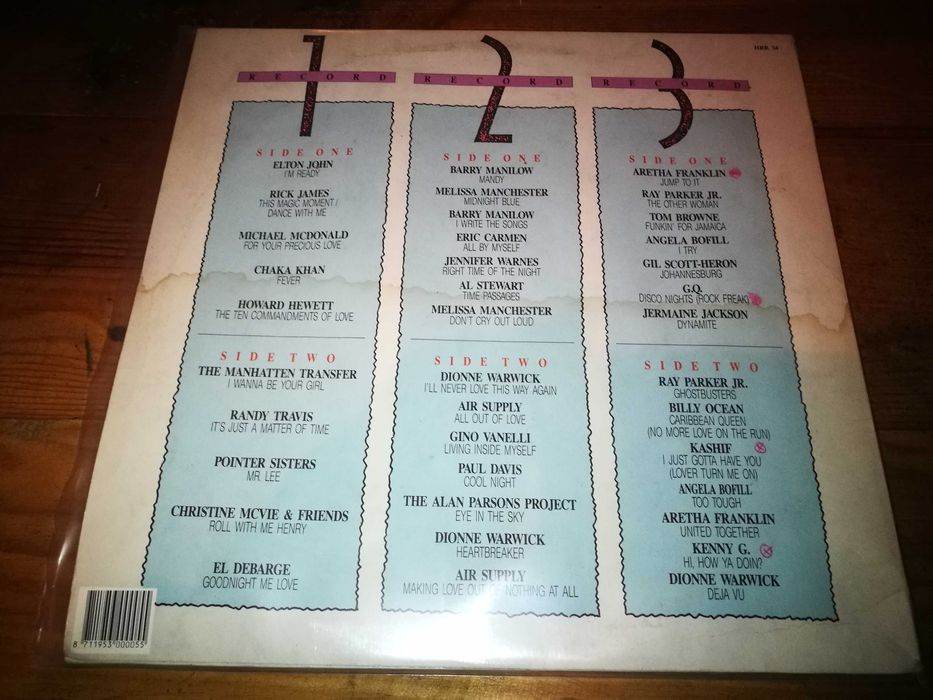 HRR 34
1
RECORD
SIDE ONE
ELTON JOHN
I'M READY
RICK JAMES
THIS MAGIC MOMENT/
DANCE WITH ME
MICHAEL MCDONALD
FOR YOUR PRECIOUS LOVE
CHAKA KHAN
FEVER
HOWARD HEWETT
THE TEN COMMANDMENTS OF LOVE
SIDE TWO
THE MANHATTEN TRANSFER
I WANNA BE YOUR GIRL
RANDY TRAVIS
IT'S JUST A MATTER OF TIME
POINTER SISTERS
MR. LEE
CHRISTINE MCVIE & FRIENDS
ROLL WITH ME HENRY
EL DEBARGE
GOODNIGHT ME LOVE
2
RECORD
SIDE ONE
BARRY MANILOW
MANDY
MELISSA MANCHESTER
MIDNIGHT BLUE
BARRY MANILOW
I WRITE THE SONGS
ERIC CARMEN
ALL BY MYSELF
JENNIFER WARNES
RIGHT TIME OF THE NIGHT
AL STEWART
TIME PASSAGES
MELISSA MANCHESTER
DON'T CRY OUT LOUD
SIDE TWO
DIONNE WARWICK
I'LL NEVER LOVE THIS WAY AGAIN
AIR SUPPLY
ALL OUT OF LOVE
GINO VANELLI
LIVING INSIDE MYSELF
PAUL DAVIS
COOL NIGHT
THE ALAN PARSONS PROJECT
EYE IN THE SKY
DIONNE WARWICK
HEARTBREAKER
AIR SUPPLY
MAKING LOVE OUT OF NOTHING AT ALL
3
RECORD
SIDE ONE
ARETHA FRANKLIN
JUMP TO IT
RAY PARKER JR.
THE OTHER WOMAN
TOM BROWNE
FUNKIN' FOR JAMAICA
ANGELA BOFILL
I TRY
GIL SCOTT-HERON
JOHANNESBURG
G.Q.
DISCO NIGHTS (ROCK FREAK)
JERMAINE JACKSON
DYNAMITE
SIDE TWO
RAY PARKER JR.
GHOSTBUSTERS
BILLY OCEAN
CARIBBEAN QUEEN
(NO MORE LOVE ON THE RUN)
KASHIF
I JUST GOTTA HAVE YOU
(LOVER TURN ME ON)
ANGELA BOFILL
TOO TOUGH
ARETHA FRANKLIN
UNITED TOGETHER
KENNY G.
HI, HOW YA DOIN?
DIONNE WARWICK
DEJA VU
8 711953 000055